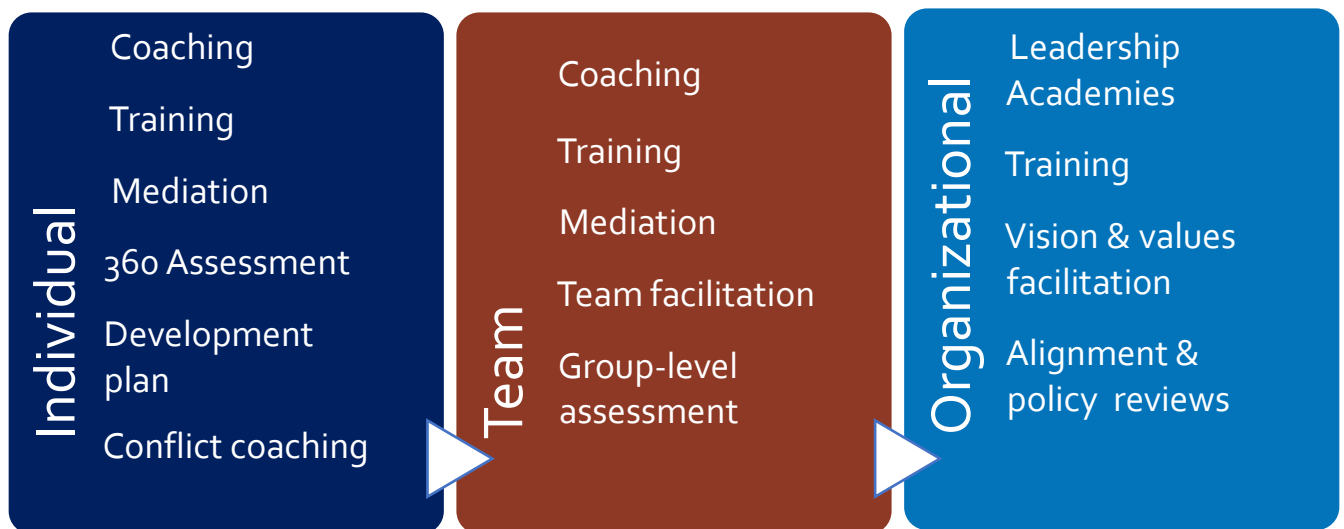 Individual
Coaching
Training
Mediation
360 Assessment
Development
plan
Conflict coaching
Team
Coaching
Training
Mediation
Team facilitation
Group-level
assessment
Organizational
Leadership
Academies
Training
Vision & values
facilitation
Alignment &
policy reviews